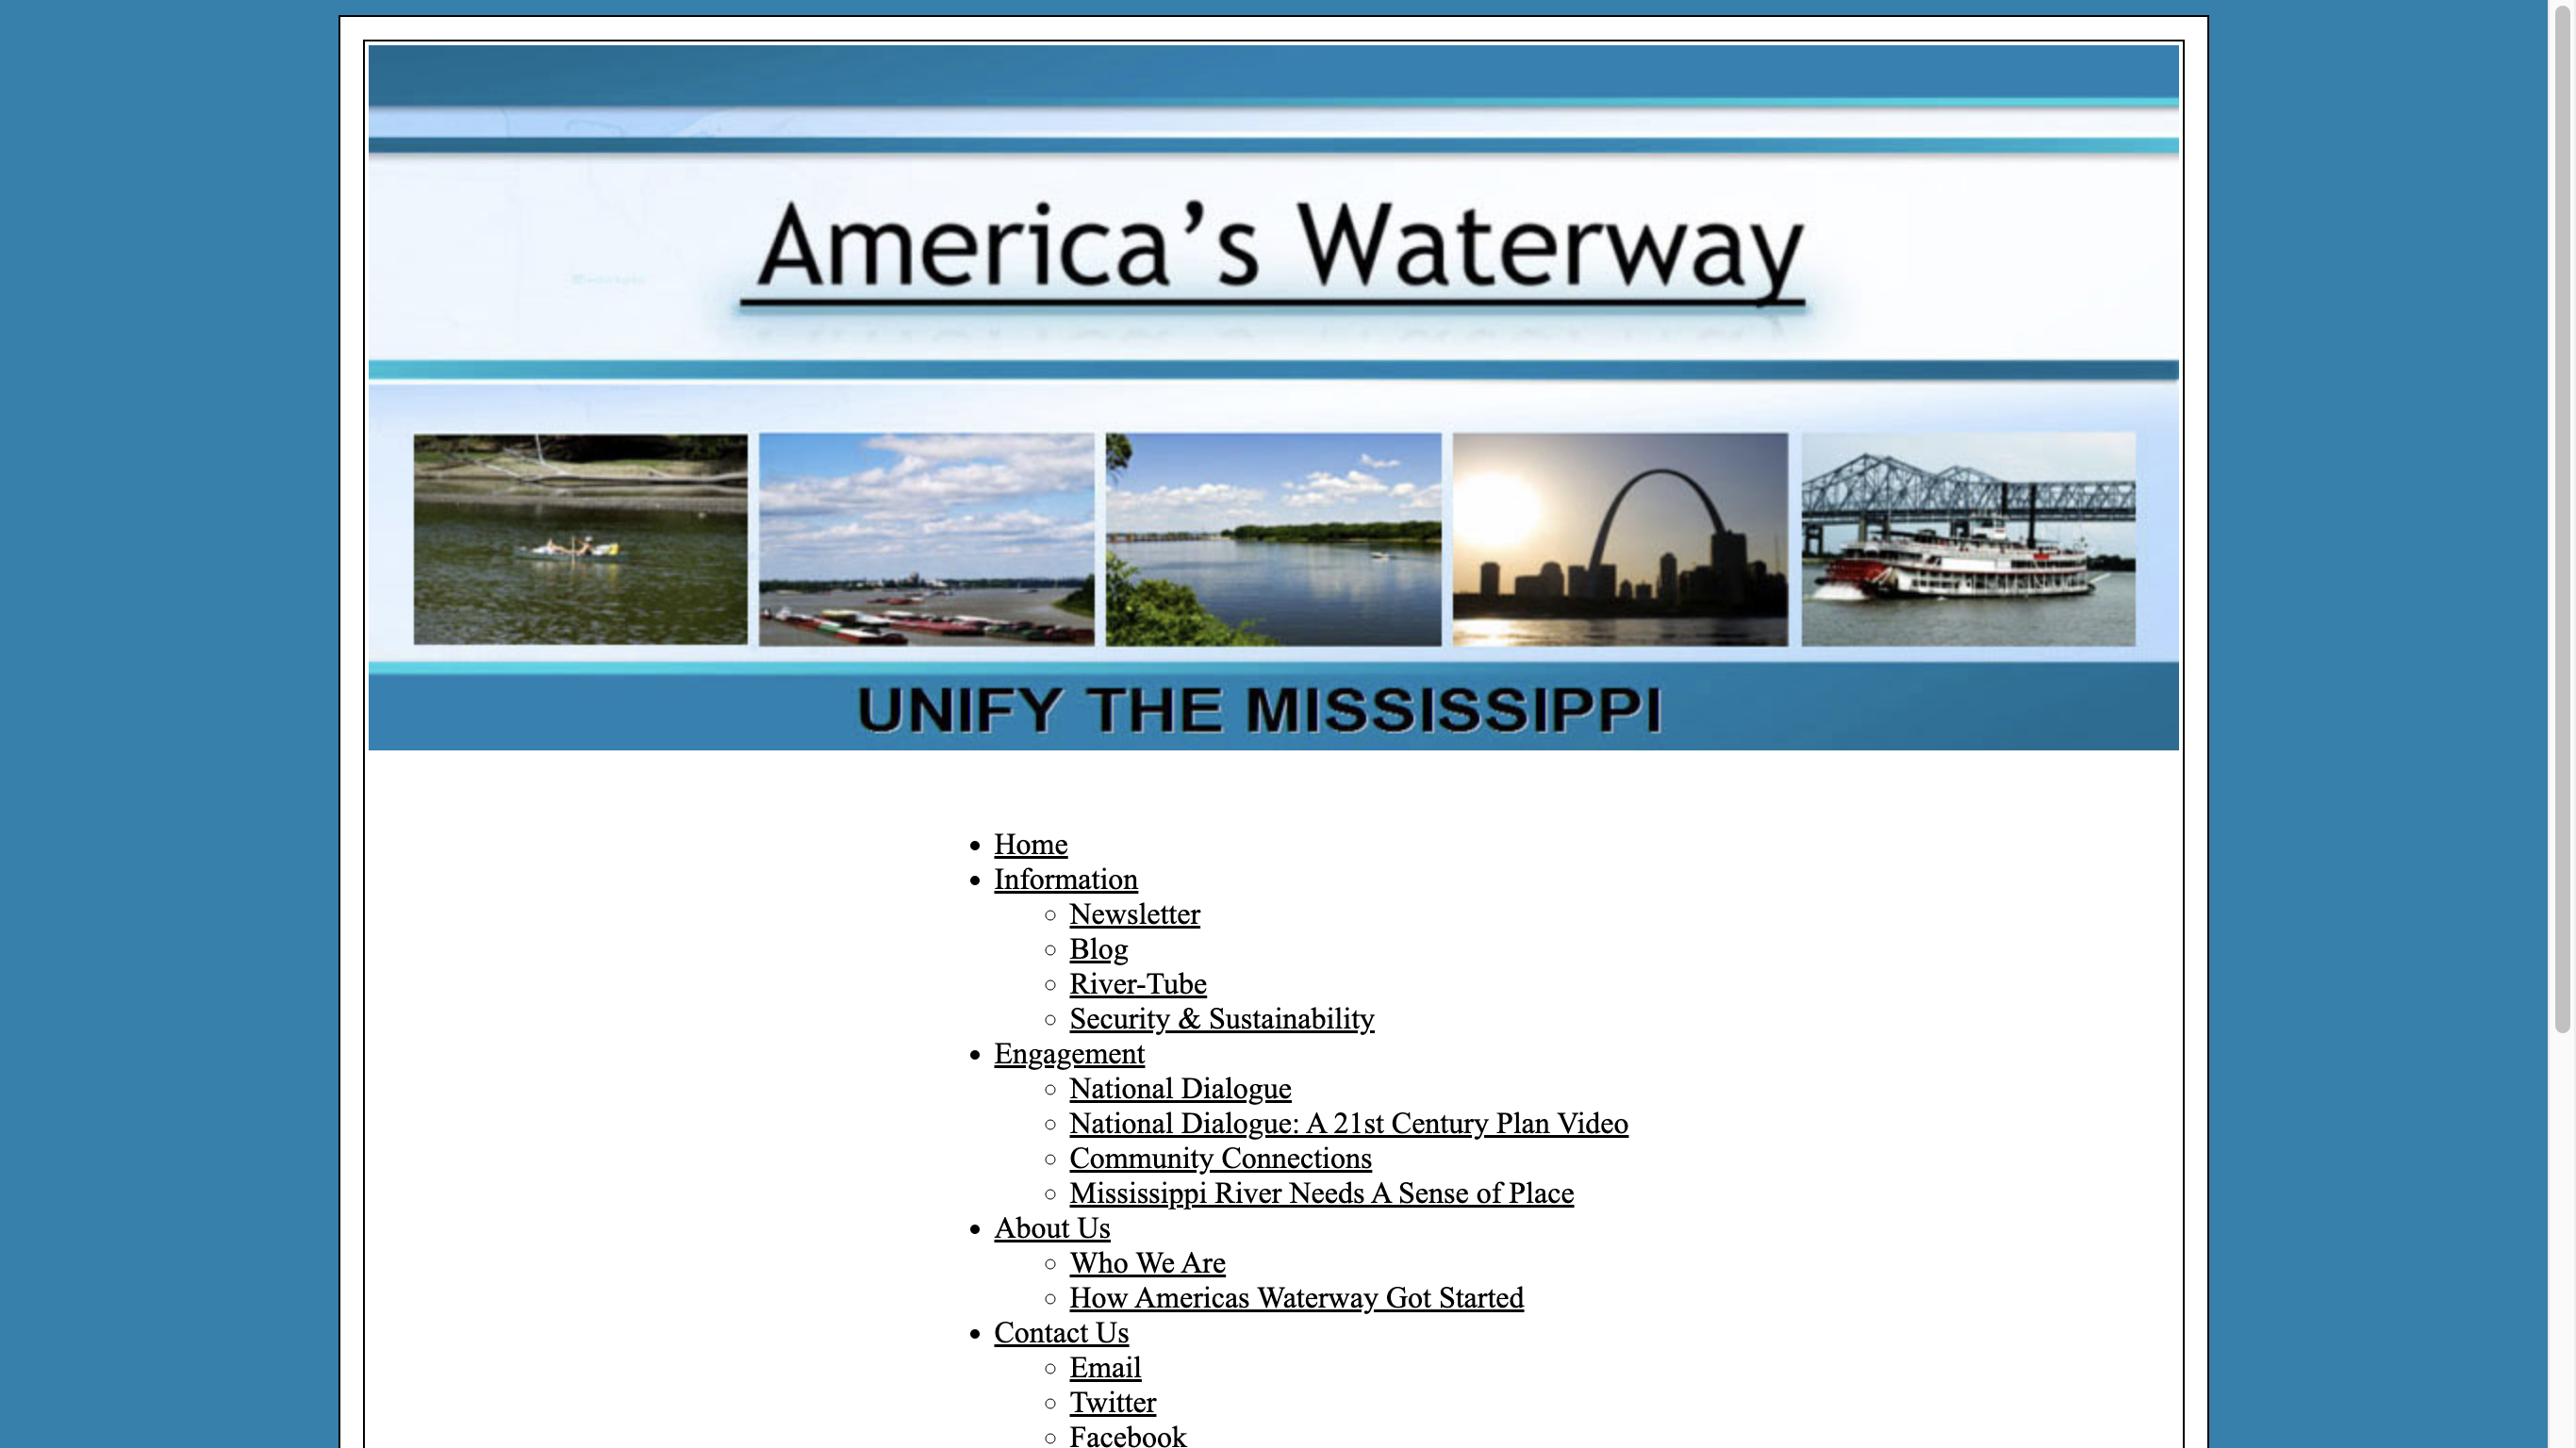 America's Waterway
UNIFY THE MISSISSIPPI
Home
Information
Newsletter
Blog
River-Tube
Security & Sustainability
Engagement
National Dialogue
National Dialogue: A 21st Century Plan Video
Community Connections
Mississippi River Needs A Sense of Place
About Us
Who We Are
How Americas Waterway Got Started
Contact Us
Email
Twitter
Facebook